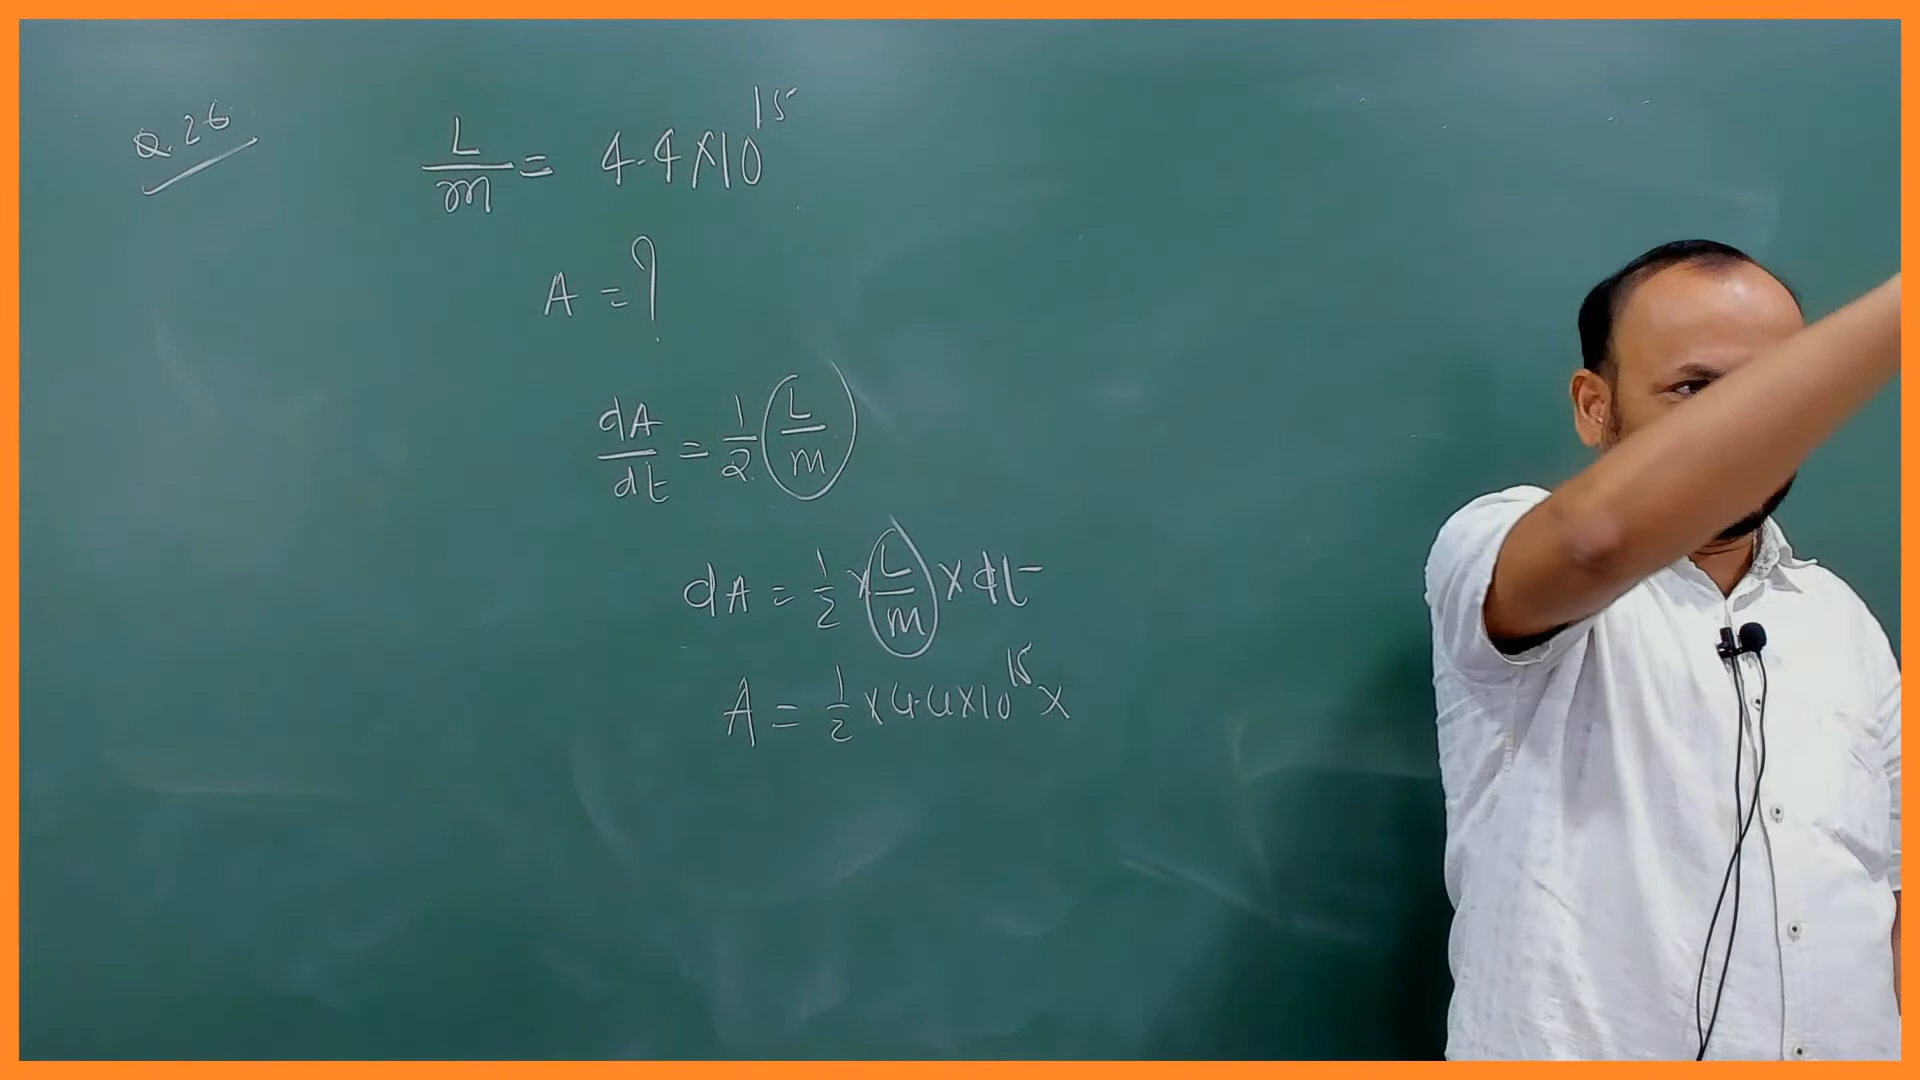 Q.26
L/m = 4.4×10^15
A = ?
dA/dt = 1/2 (L/m)
dA = 1/2 × (L/m) × dt
A = 1/2 × 4.4×10^15 ×